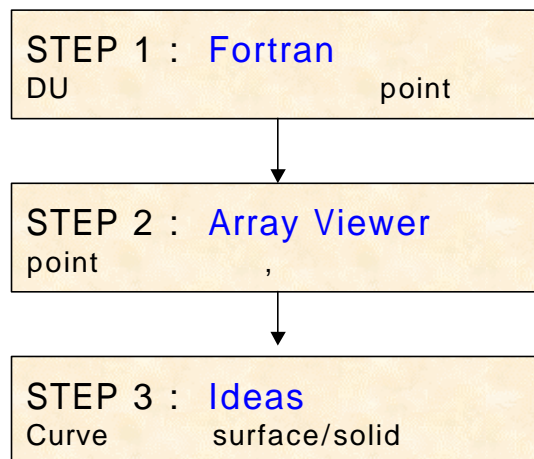 STEP 1 : Fortran
DU point
STEP 2 : Array Viewer
point ,
STEP 3 : Ideas
Curve surface/solid